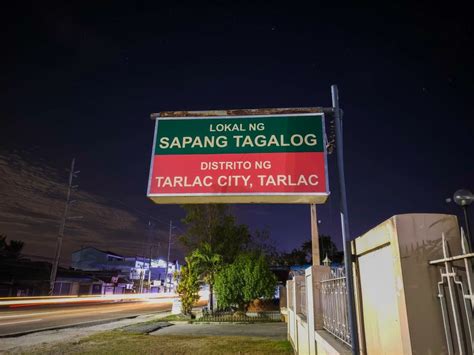 LOKAL NG
SAPANG TAGALOG
DISTRITO NG
TARLAC CITY, TARLAC